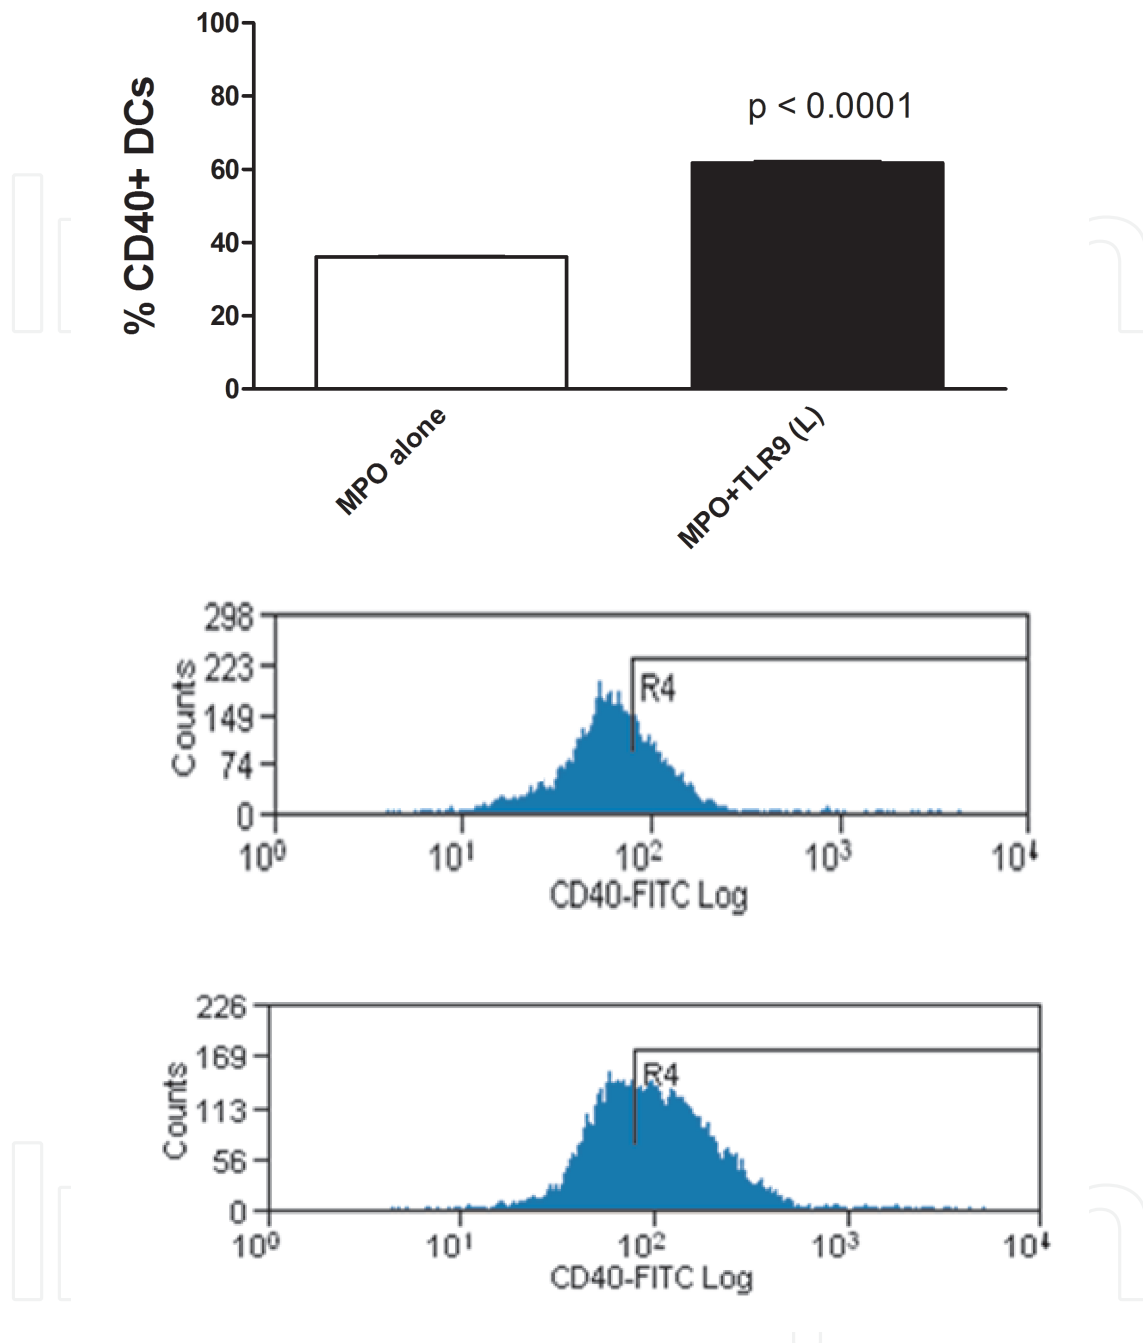 100
80
60
40
20
0
% CD40+ DCs
p < 0.0001
MPO alone
MPO+TLR9 (L)
298
223
149
74
0
Counts
R4
10⁰ 10¹ 10² 10³ 10⁴
CD40-FITC Log
226
169
113
56
0
Counts
R4
10⁰ 10¹ 10² 10³ 10⁴
CD40-FITC Log